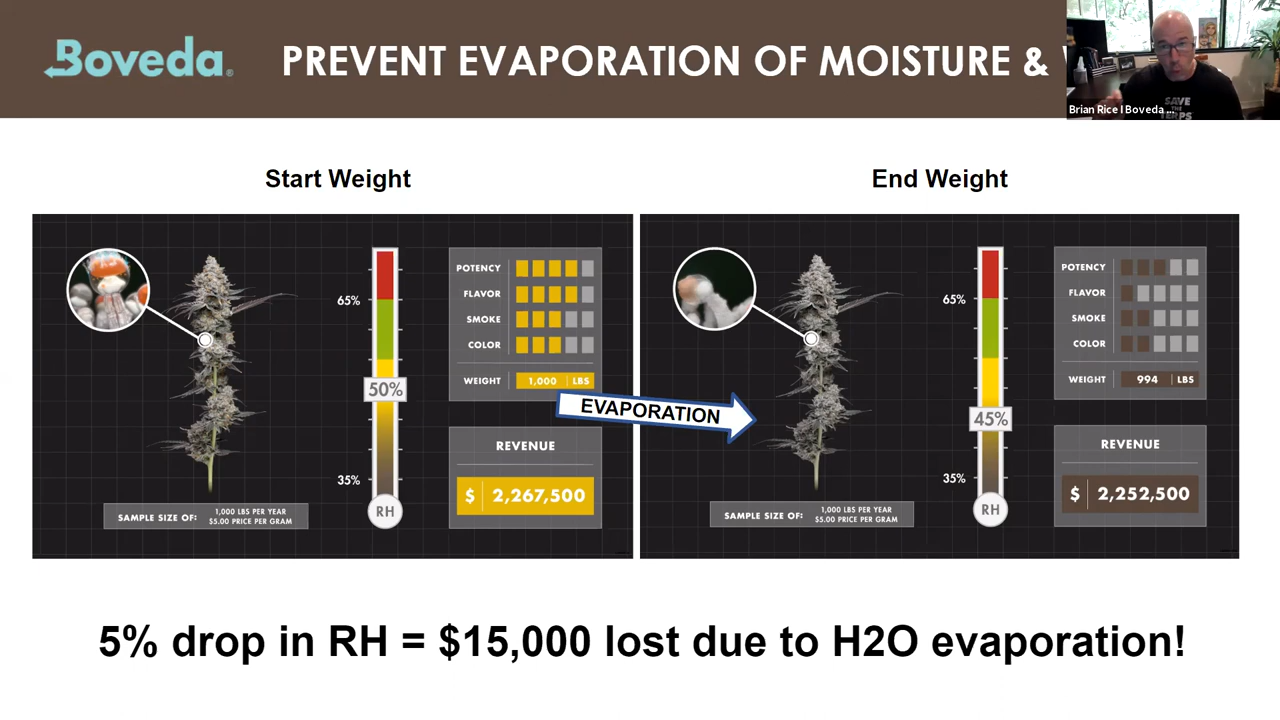 Boveda®
PREVENT EVAPORATION OF MOISTURE &
Brian Rice | Boveda ...
SAVE
THE
TERPS
Start Weight
End Weight
POTENCY
FLAVOR
SMOKE
COLOR
WEIGHT 1,000 LBS
65%
50%
35%
RH
REVENUE
$ 2,267,500
SAMPLE SIZE OF: 1,000 LBS PER YEAR
$5.00 PRICE PER GRAM
EVAPORATION
POTENCY
FLAVOR
SMOKE
COLOR
WEIGHT 994 LBS
65%
45%
35%
RH
REVENUE
$ 2,252,500
SAMPLE SIZE OF: 1,000 LBS PER YEAR
$5.00 PRICE PER GRAM
5% drop in RH = $15,000 lost due to H2O evaporation!